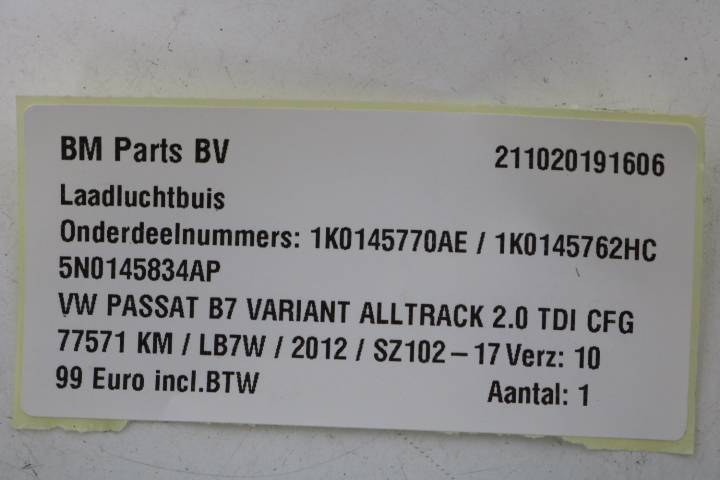 BM Parts BV 211020191606
Laadluchtbuis
Onderdeelnummers: 1K0145770AE / 1K0145762HC
5N0145834AP
VW PASSAT B7 VARIANT ALLTRACK 2.0 TDI CFG
77571 KM / LB7W / 2012 / SZ102-17 Verz: 10
99 Euro incl.BTW Aantal: 1